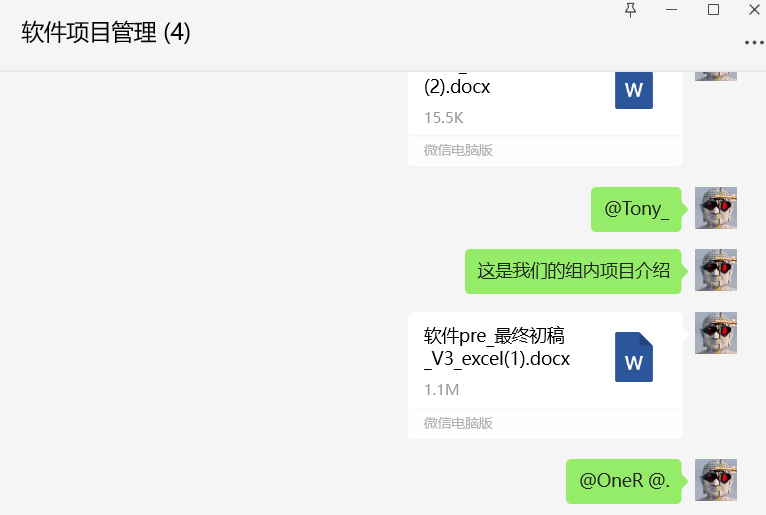 软件项目管理 (4)
(2).docx
W
15.5K
微信电脑版
@Tony_
这是我们的组内项目介绍
软件pre_最终初稿
_V3_excel(1).docx
W
1.1M
微信电脑版
@OneR @.